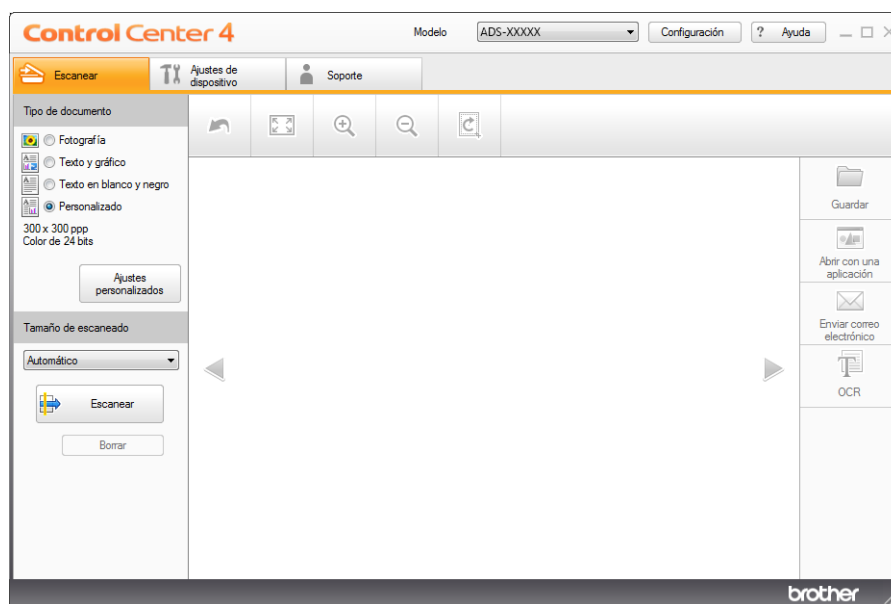 Control Center 4
Modelo
ADS-XXXXX
Configuración
? Ayuda
Escanear
Ajustes de
dispositivo
Soporte
Tipo de documento
Fotografía
Texto y gráfico
Texto en blanco y negro
Personalizado
300 x 300 ppp
Color de 24 bits
Ajustes
personalizados
Tamaño de escaneado
Automático
Escanear
Borrar
Guardar
Abrir con una
aplicación
Enviar correo
electrónico
OCR
brother